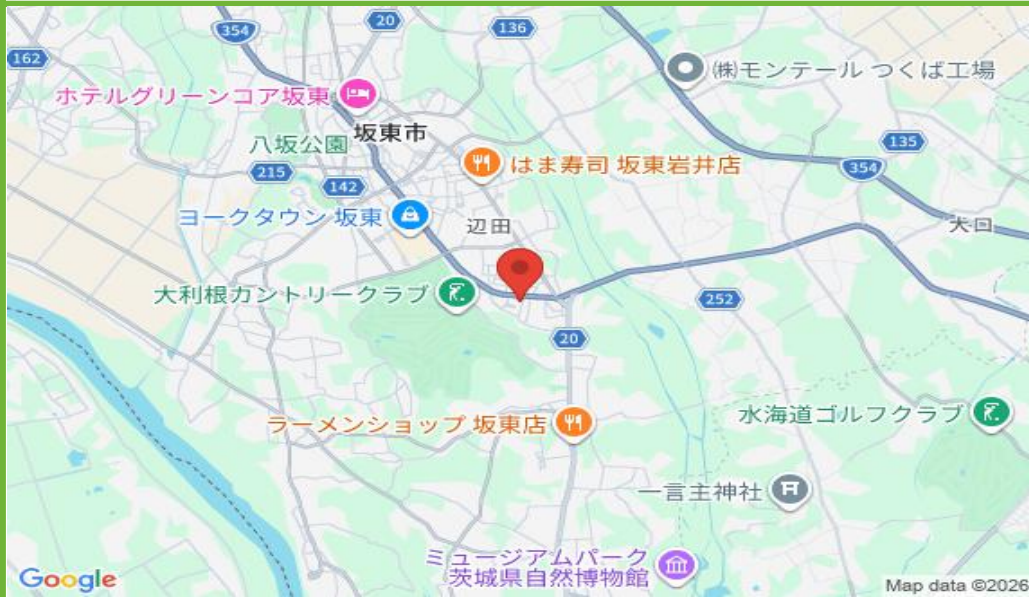 354
20
136
162
(株)モンテール つくば工場
ホテルグリーンコア坂東
坂東市
八坂公園
135
はま寿司 坂東岩井店
354
215
142
ヨークタウン 坂東
辺田
大口
大利根カントリークラブ
252
20
ラーメンショップ 坂東店
水海道ゴルフクラブ
一言主神社
ミュージアムパーク
茨城県自然博物館
Google
Map data ©2026